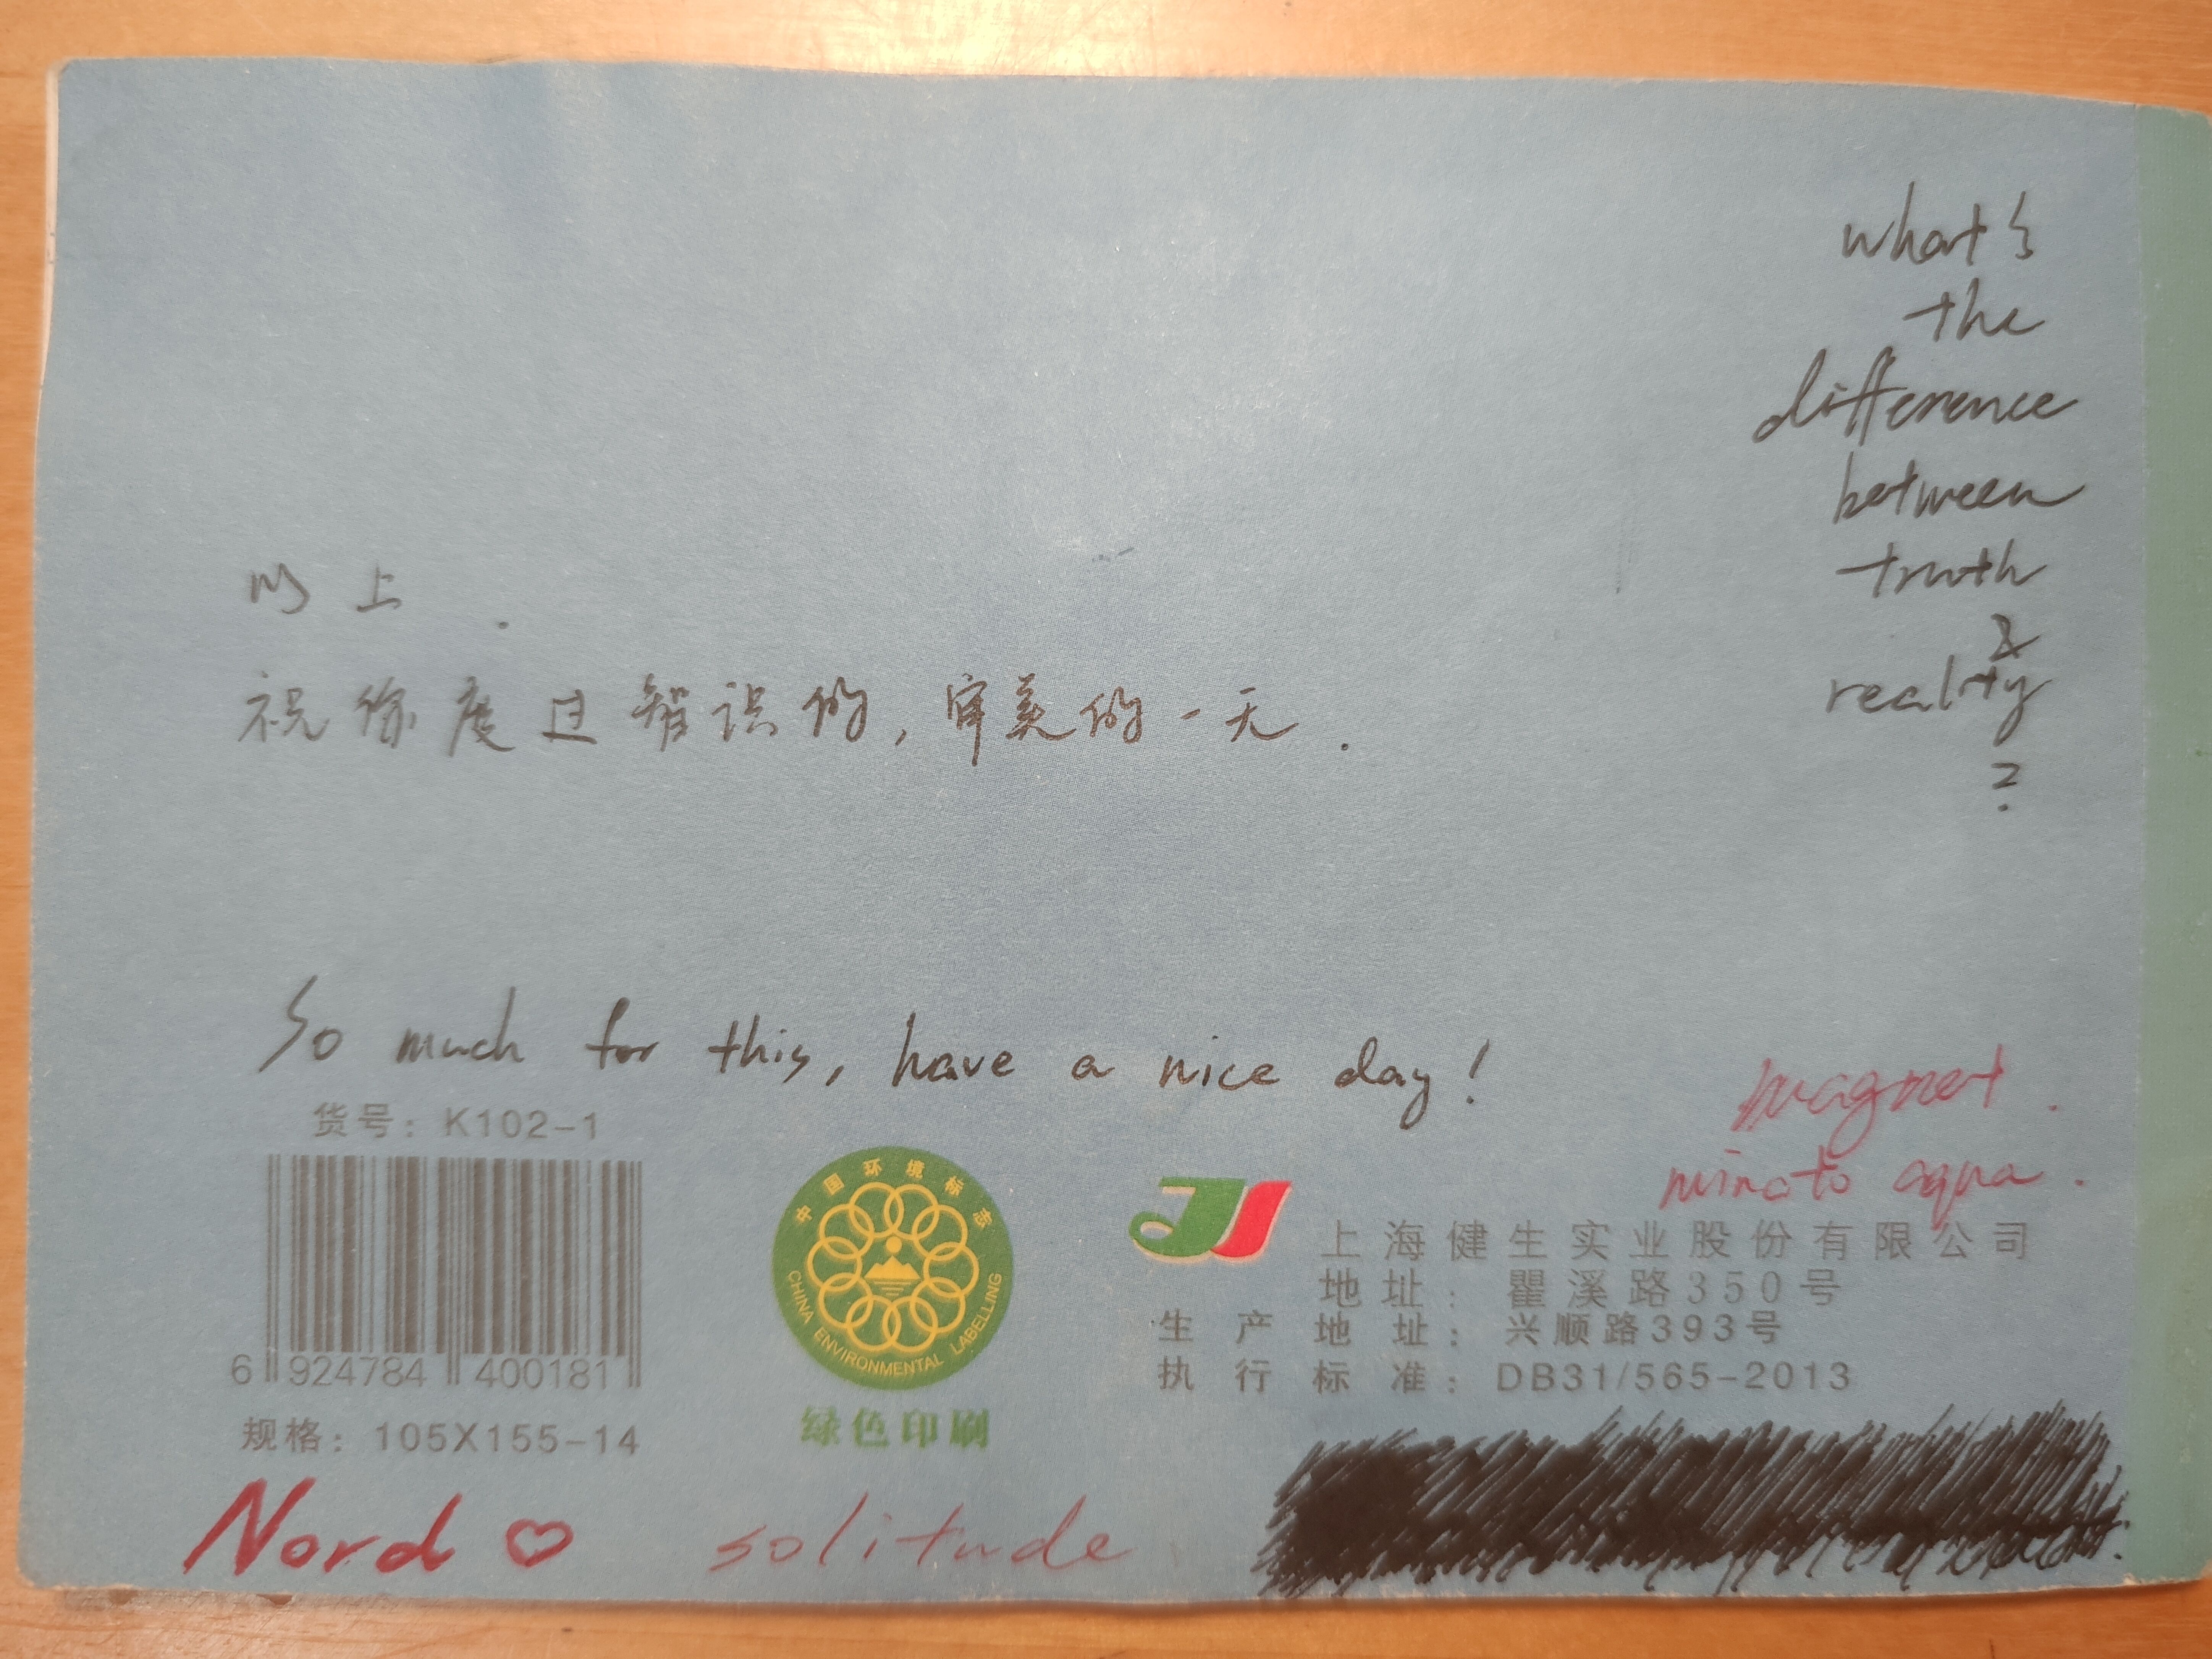 what's
the
difference
between
truth
&
reality
?
以上.
祝你度过智识的,审美的一天.
So much for this, have a nice day!
magnet.
minato aqua.
货号: K102-1
6 924784 400181
规格: 105X155-14
中国环境标志
CHINA ENVIRONMENTAL LABELLING
绿色印刷
上海健生实业股份有限公司
地址: 瞿溪路350号
生产地址: 兴顺路393号
执行标准: DB31/565-2013
Nord ♡
solitude